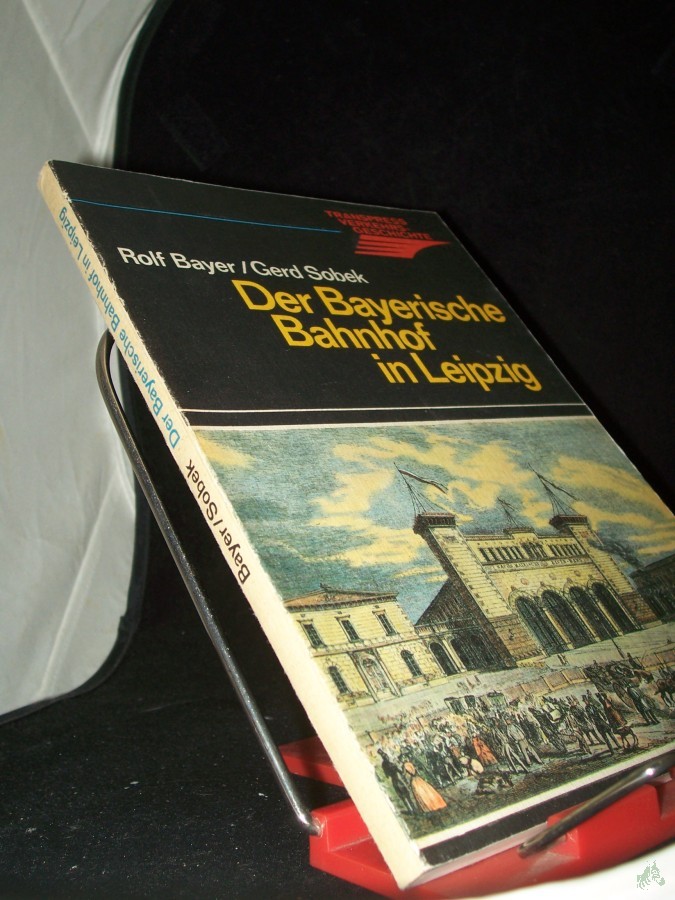 TRANSPRESS
VERKEHRS-
GESCHICHTE
Rolf Bayer/Gerd Sobek
Der Bayerische
Bahnhof
in Leipzig
Bayer/Sobek Der Bayerische Bahnhof in Leipzig